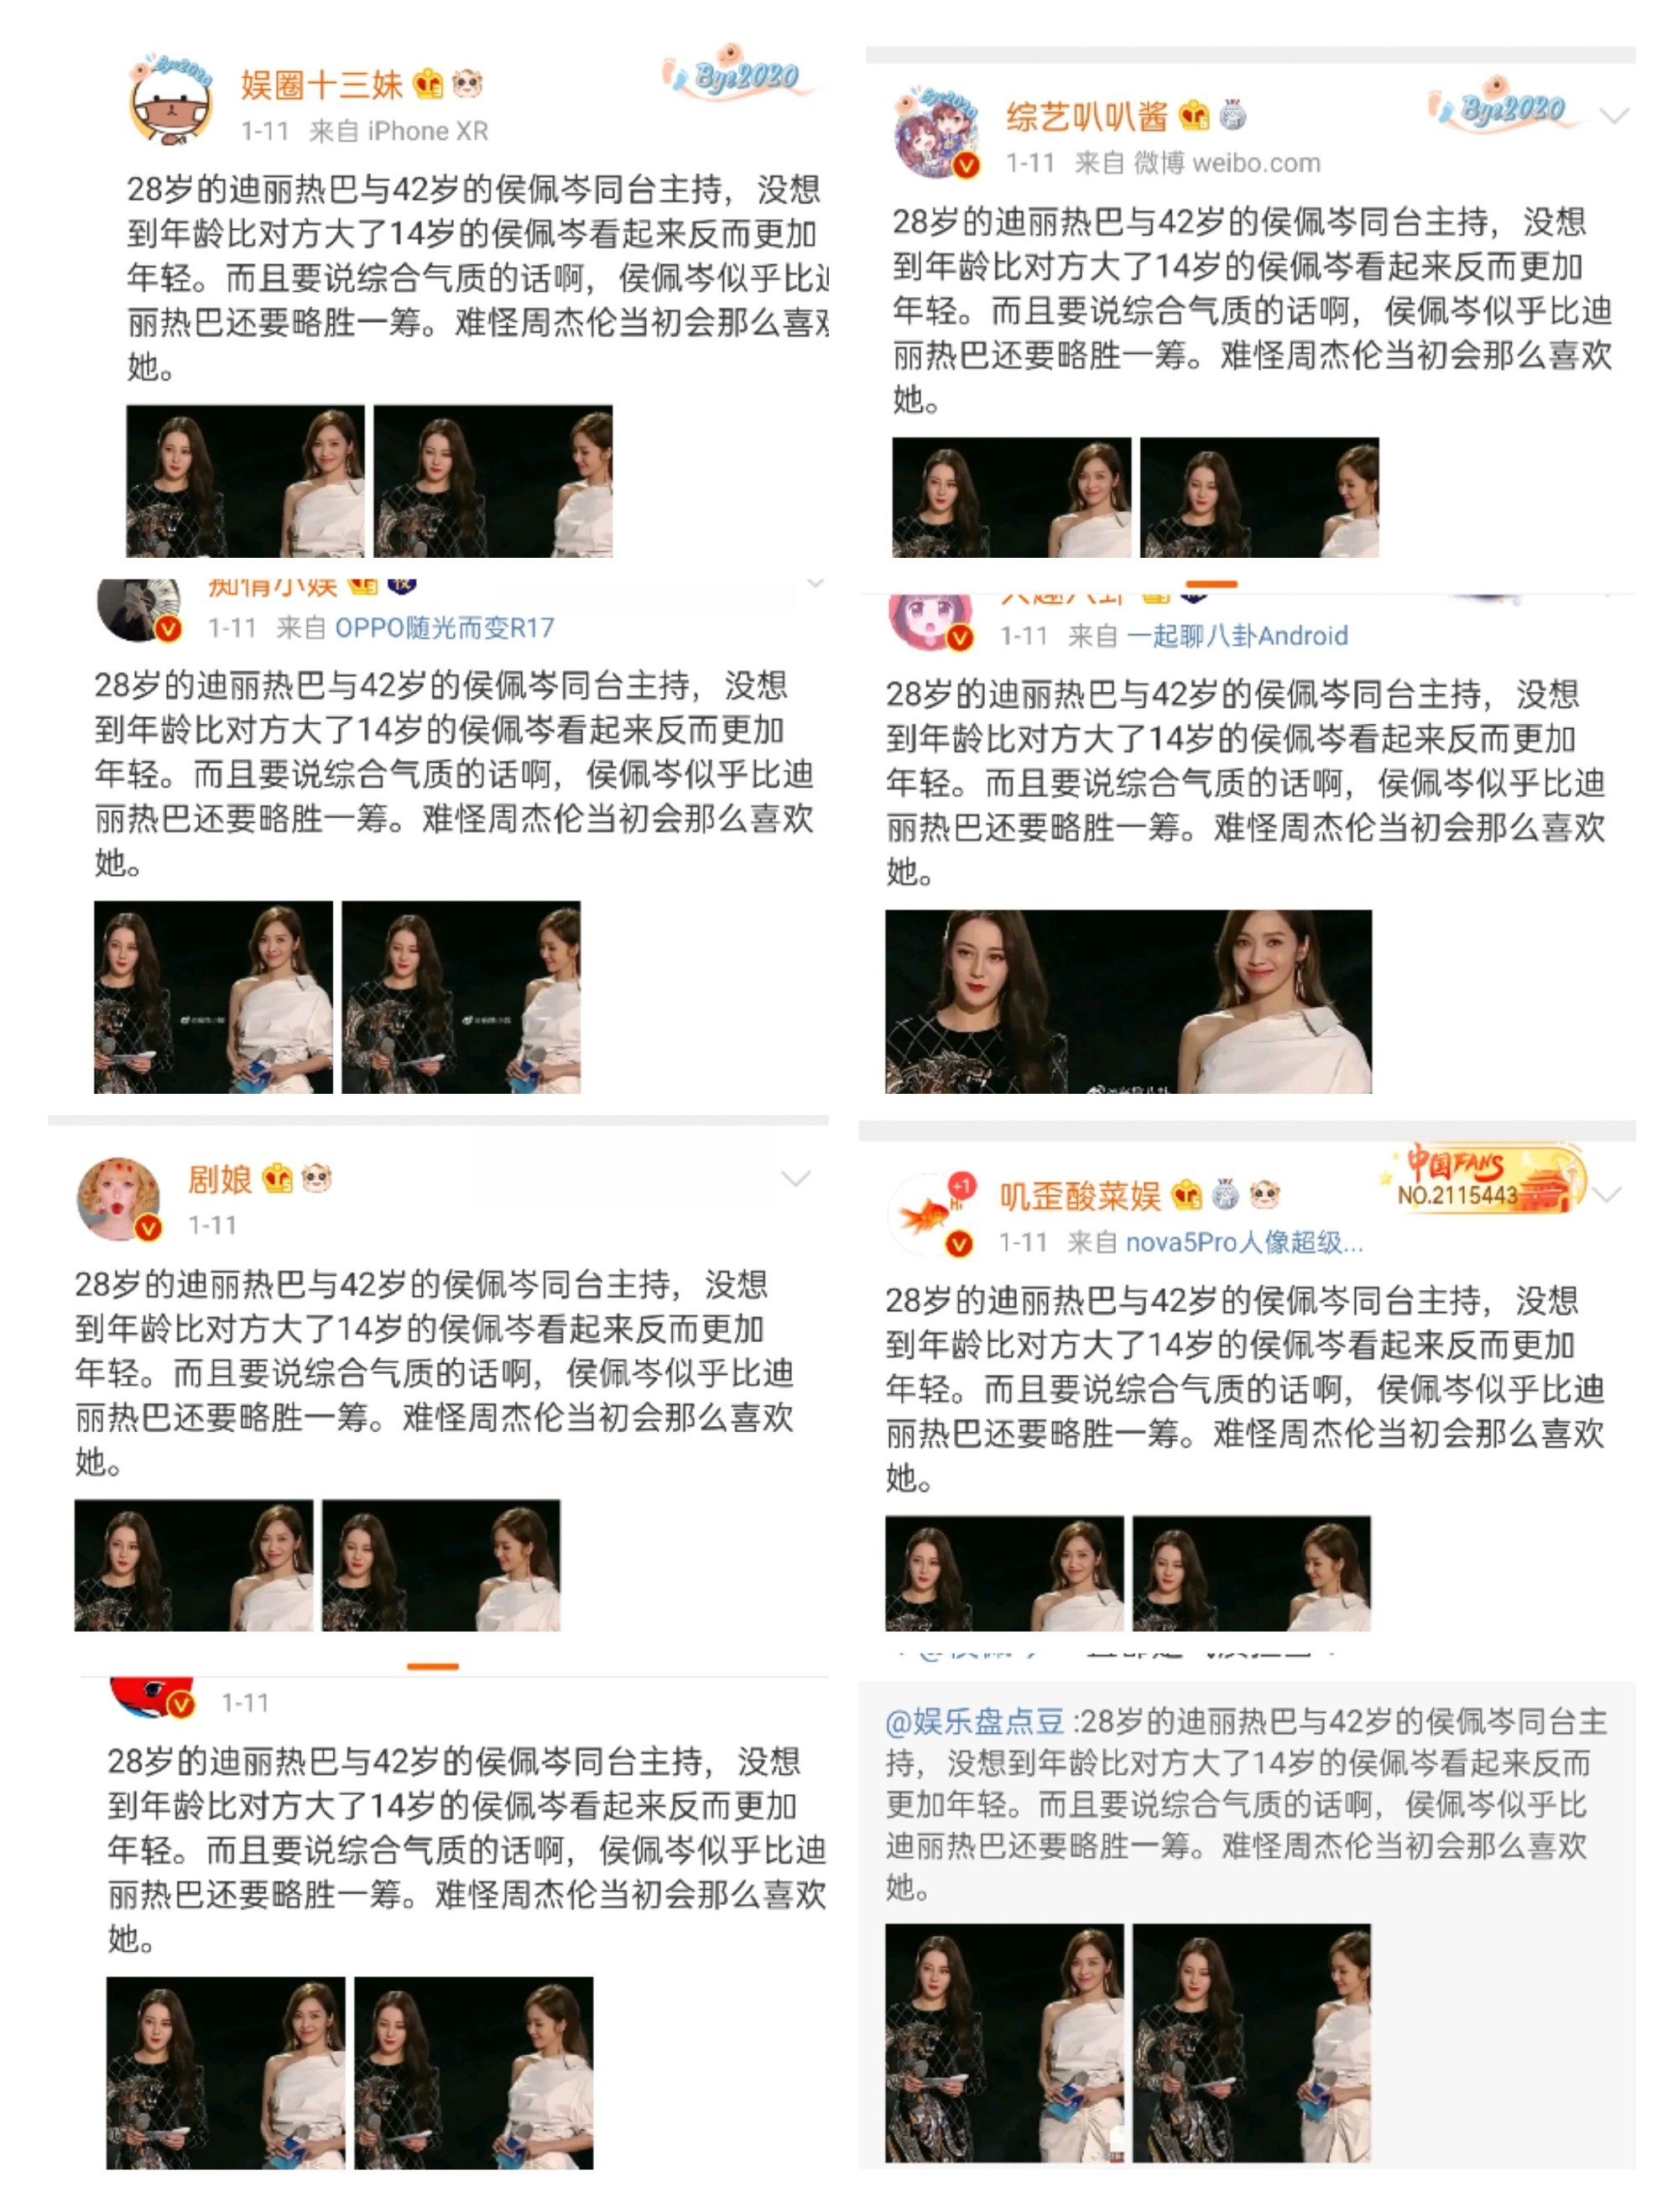 娱圈十三妹
Bye2020
1-11 来自 iPhone XR
28岁的迪丽热巴与42岁的侯佩岑同台主持，没想
到年龄比对方大了14岁的侯佩岑看起来反而更加
年轻。而且要说综合气质的话啊，侯佩岑似乎比迪
丽热巴还要略胜一筹。难怪周杰伦当初会那么喜欢
她。
综艺叭叭酱
Bye2020
1-11 来自 微博 weibo.com
28岁的迪丽热巴与42岁的侯佩岑同台主持，没想
到年龄比对方大了14岁的侯佩岑看起来反而更加
年轻。而且要说综合气质的话啊，侯佩岑似乎比迪
丽热巴还要略胜一筹。难怪周杰伦当初会那么喜欢
她。
痴情小娱
1-11 来自 OPPO随光而变R17
28岁的迪丽热巴与42岁的侯佩岑同台主持，没想
到年龄比对方大了14岁的侯佩岑看起来反而更加
年轻。而且要说综合气质的话啊，侯佩岑似乎比迪
丽热巴还要略胜一筹。难怪周杰伦当初会那么喜欢
她。
1-11 来自 一起聊八卦Android
28岁的迪丽热巴与42岁的侯佩岑同台主持，没想
到年龄比对方大了14岁的侯佩岑看起来反而更加
年轻。而且要说综合气质的话啊，侯佩岑似乎比迪
丽热巴还要略胜一筹。难怪周杰伦当初会那么喜欢
她。
剧娘
1-11
28岁的迪丽热巴与42岁的侯佩岑同台主持，没想
到年龄比对方大了14岁的侯佩岑看起来反而更加
年轻。而且要说综合气质的话啊，侯佩岑似乎比迪
丽热巴还要略胜一筹。难怪周杰伦当初会那么喜欢
她。
+1
叽歪酸菜娱
中国FANS
NO.2115443
1-11 来自 nova5Pro人像超级...
28岁的迪丽热巴与42岁的侯佩岑同台主持，没想
到年龄比对方大了14岁的侯佩岑看起来反而更加
年轻。而且要说综合气质的话啊，侯佩岑似乎比迪
丽热巴还要略胜一筹。难怪周杰伦当初会那么喜欢
她。
1-11
28岁的迪丽热巴与42岁的侯佩岑同台主持，没想
到年龄比对方大了14岁的侯佩岑看起来反而更加
年轻。而且要说综合气质的话啊，侯佩岑似乎比迪
丽热巴还要略胜一筹。难怪周杰伦当初会那么喜欢
她。
@娱乐盘点豆 :28岁的迪丽热巴与42岁的侯佩岑同台主
持，没想到年龄比对方大了14岁的侯佩岑看起来反而
更加年轻。而且要说综合气质的话啊，侯佩岑似乎比
迪丽热巴还要略胜一筹。难怪周杰伦当初会那么喜欢
她。